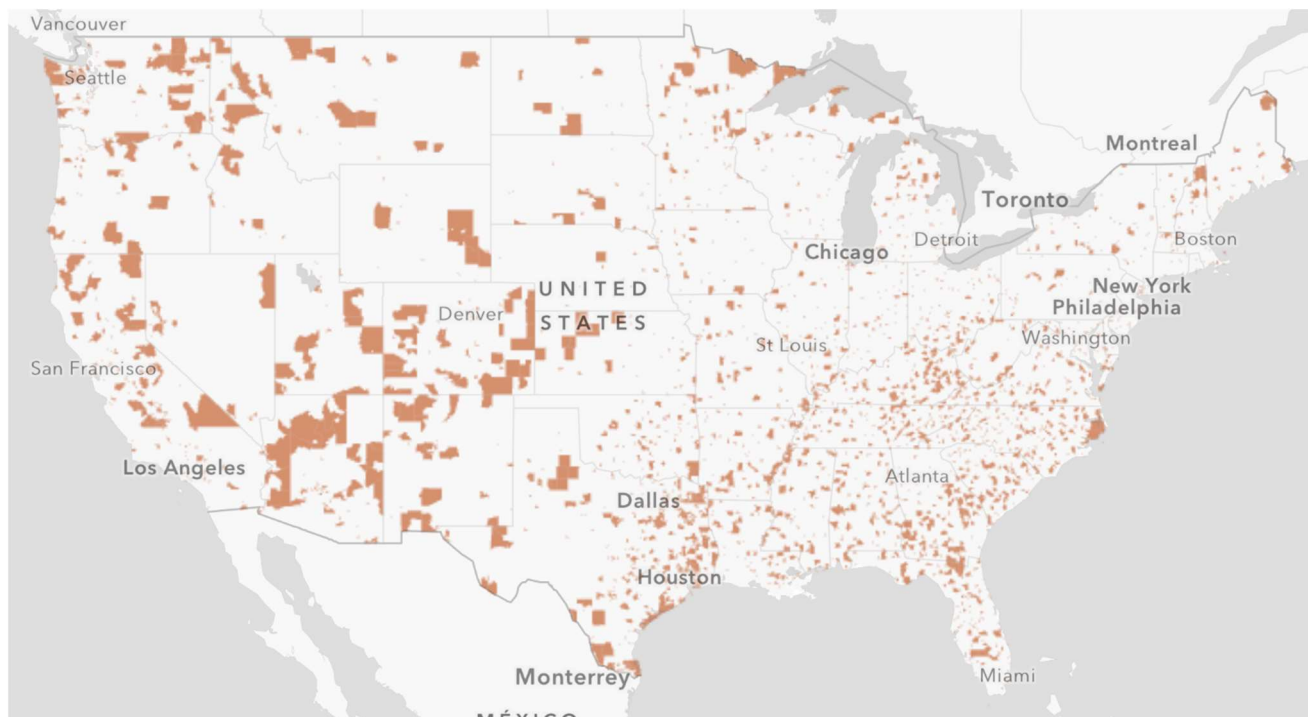 Vancouver
Seattle
Montreal
Toronto
Chicago
Detroit
Boston
UNITED
STATES
Denver
New York
Philadelphia
Washington
St Louis
San Francisco
Los Angeles
Atlanta
Dallas
Houston
Monterrey
Miami
MÉXICO